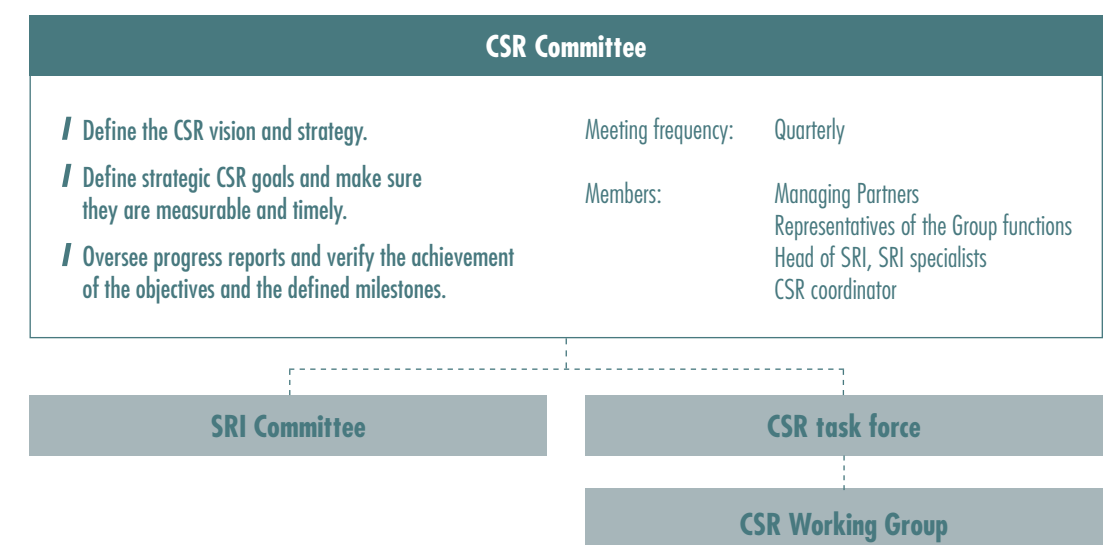 CSR Committee
Define the CSR vision and strategy.
Define strategic CSR goals and make sure
they are measurable and timely.
Oversee progress reports and verify the achievement
of the objectives and the defined milestones.
Meeting frequency: Quarterly
Members: Managing Partners
Representatives of the Group functions
Head of SRI, SRI specialists
CSR coordinator
SRI Committee
CSR task force
CSR Working Group